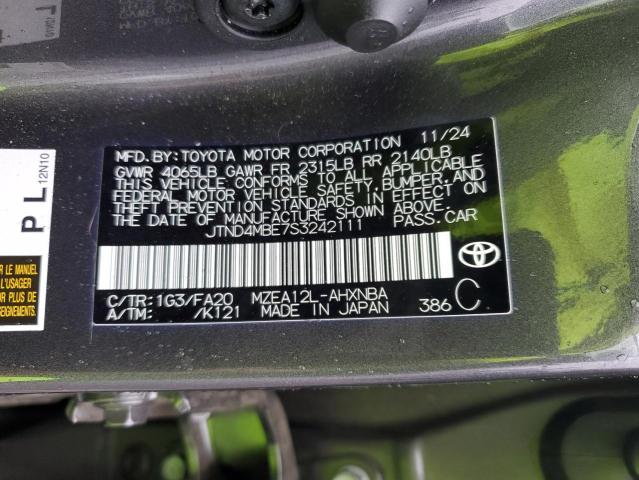 MFD.BY:TOYOTA MOTOR CORPORATION 11/24
GVWR 4065LB GAWR FR 2315LB RR 2140LB
THIS VEHICLE CONFORMS TO ALL APPLICABLE
FEDERAL MOTOR VEHICLE SAFETY, BUMPER, AND
THEFT PREVENTION STANDARDS IN EFFECT
ON THE DATE OF MANUFACTURE SHOWN ABOVE.
JTND4MBE7S3242111 PASS.CAR
C/TR:1G3/FA20 MZEA12L-AHXNBA
A/TM: /K121 MADE IN JAPAN 386 C
P L 12N10
L'USAGER